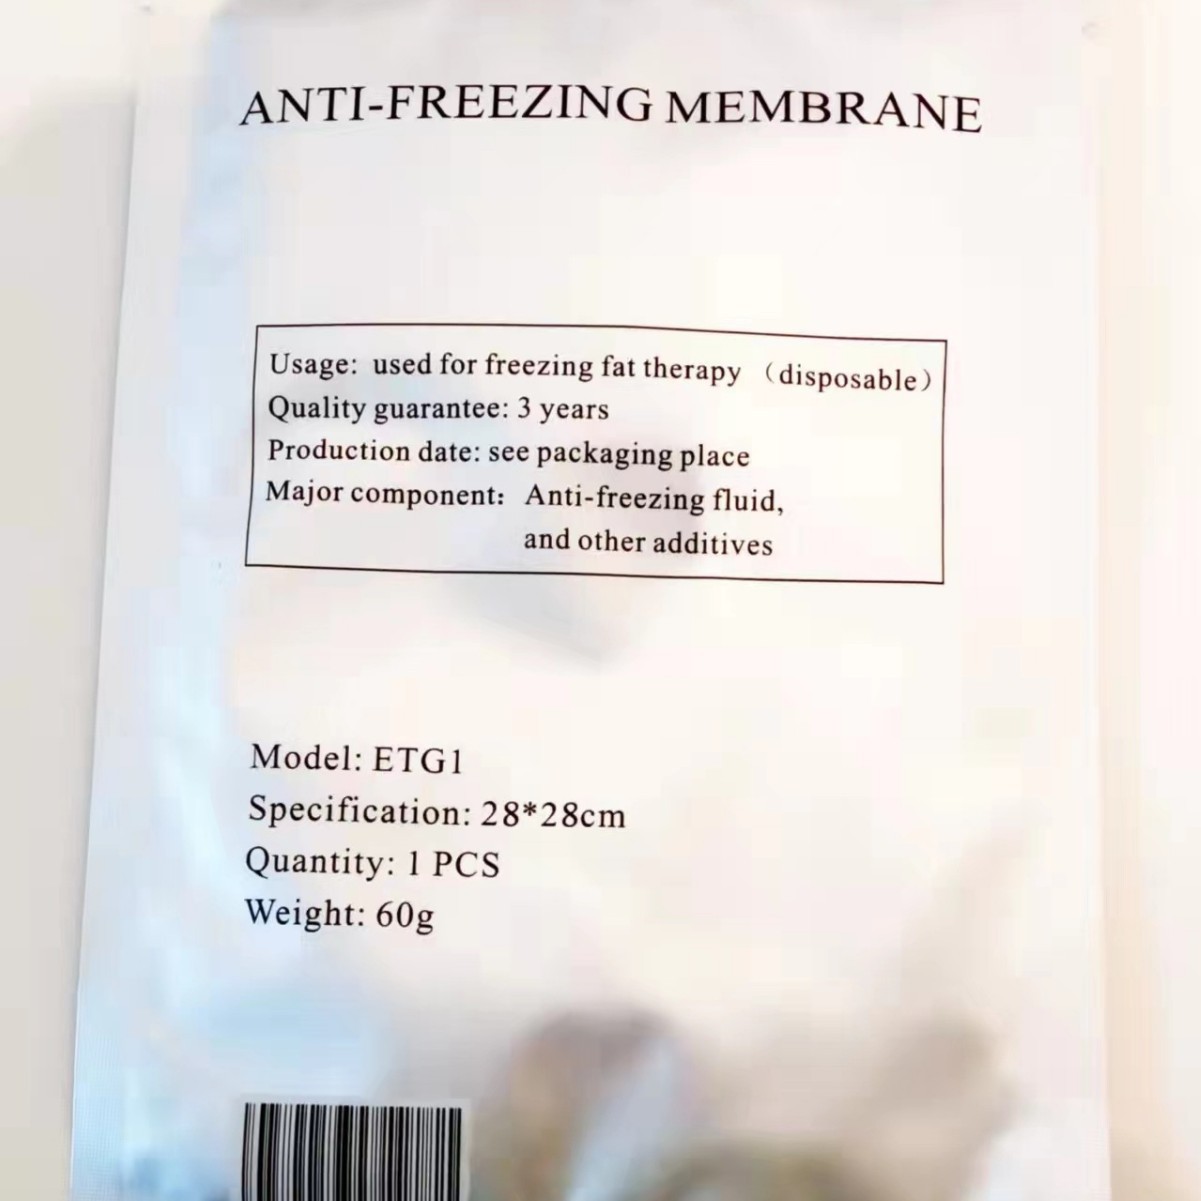 ANTI-FREEZING MEMBRANE
Usage: used for freezing fat therapy （disposable）
Quality guarantee: 3 years
Production date: see packaging place
Major component: Anti-freezing fluid,
and other additives
Model: ETG1
Specification: 28*28cm
Quantity: 1 PCS
Weight: 60g